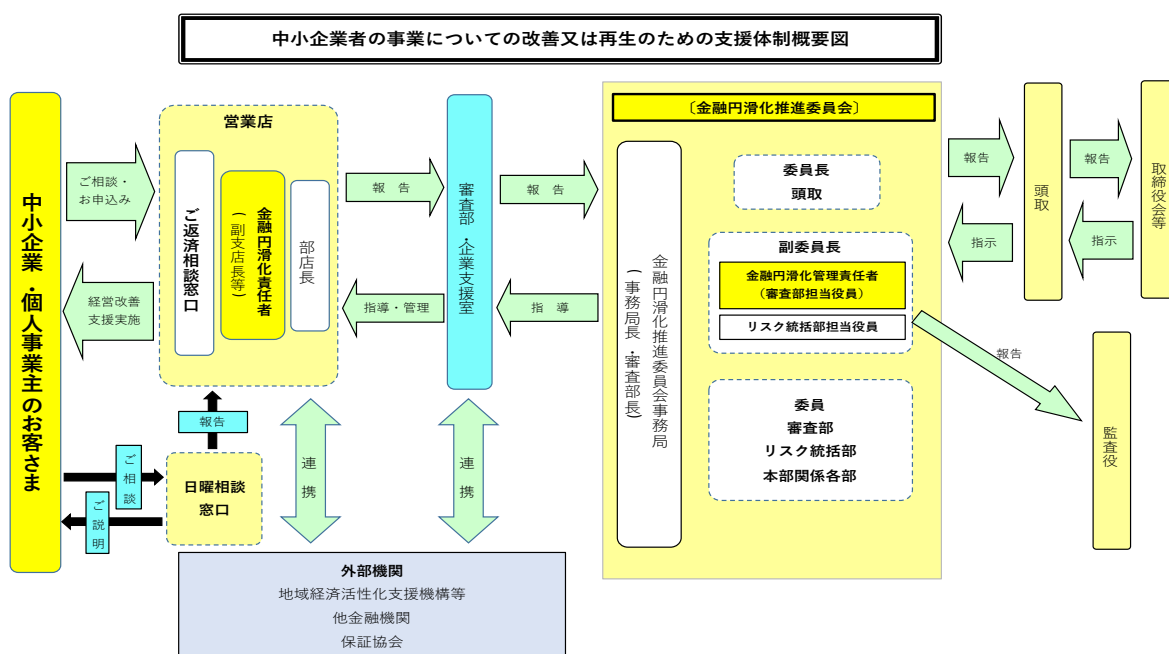 中小企業者の事業についての改善又は再生のための支援体制概要図
中小企業・個人事業主のお客さま
ご相談・
お申込み
経営改善
支援実施
営業店
ご返済相談窓口
金融円滑化責任者
(副支店長等)
部店長
報告
ご相談
ご説明
日曜相談
窓口
報 告
指導・管理
審査部・企業支援室
報 告
指 導
連携
連携
外部機関
地域経済活性化支援機構等
他金融機関
保証協会
〔金融円滑化推進委員会〕
金融円滑化推進委員会事務局
(事務局長・審査部長)
委員長
頭取
副委員長
金融円滑化管理責任者
(審査部担当役員)
リスク統括部担当役員
委員
審査部
リスク統括部
本部関係各部
報告
指示
頭取
報告
指示
取締役会等
報告
監査役